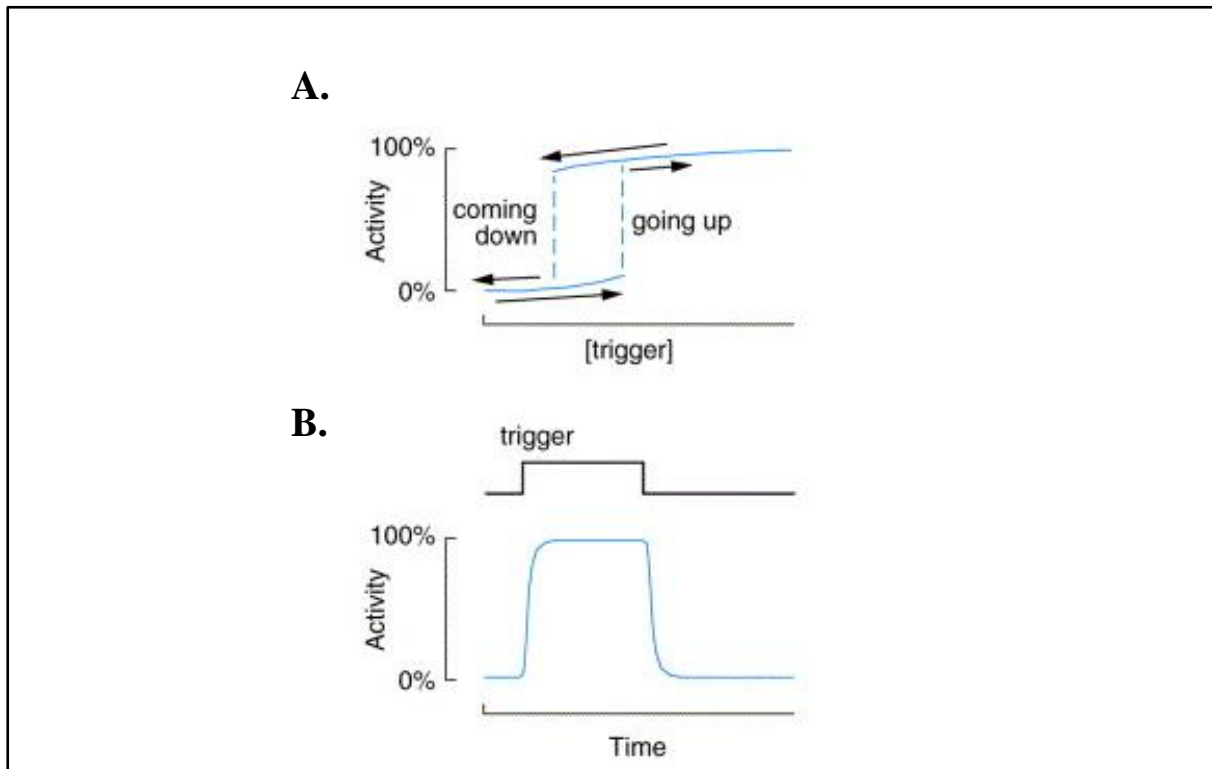 A.
100%
Activity
coming
down
going up
0%
[trigger]
B.
trigger
100%
Activity
0%
Time